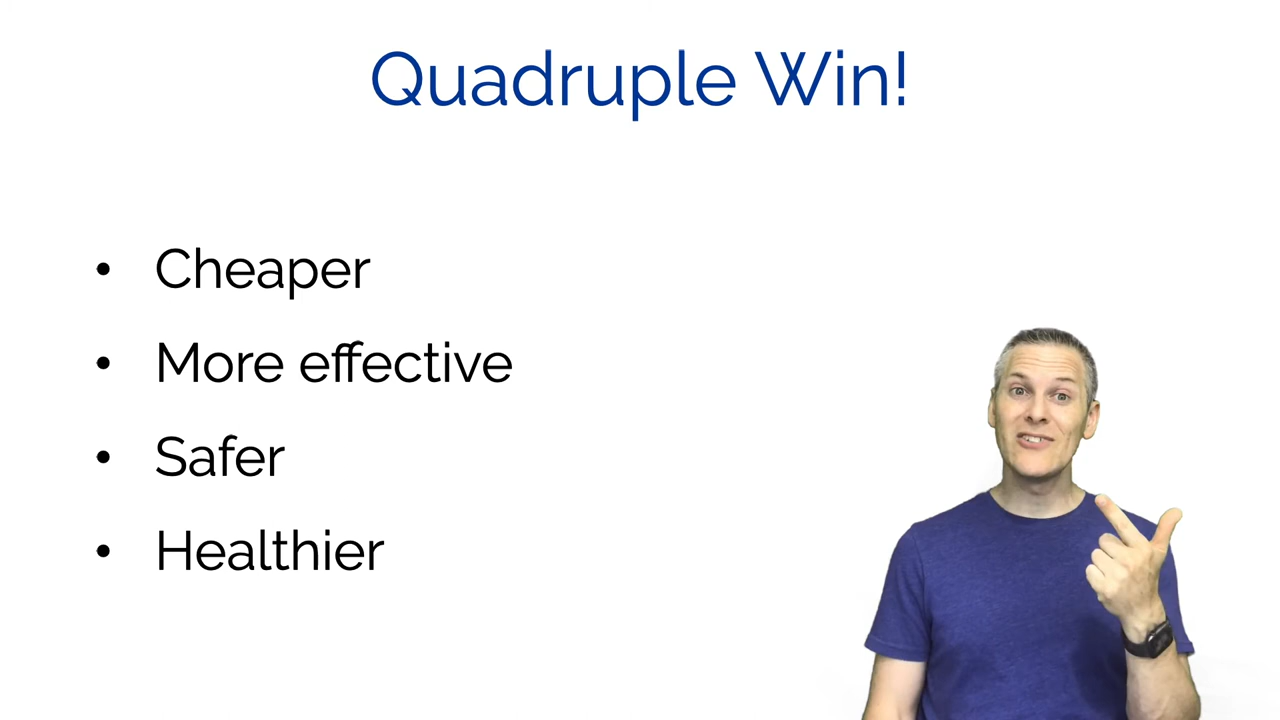 Quadruple Win!
• Cheaper
• More effective
• Safer
• Healthier